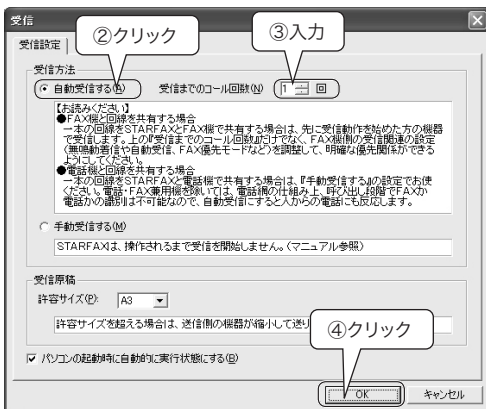 受信
②クリック
③入力
受信設定
受信方法
自動受信する(A) 受信までのコール回数(N) 1 回
【お読みください】
●FAX機と回線を共有する場合
一本の回線をSTARFAXとFAX機で共有する場合は、先に受信動作を始めた方の機器
で受信します。上の『受信までのコール回数』だけでなく、FAX機側の受信関連の設定
(無鳴動着信や自動受信、FAX優先モードなど)を調整して、明確な優先関係ができる
ようにしてください。
●電話機と回線を共有する場合
一本の回線をSTARFAXと電話機で共有する場合は、『手動受信する』の設定でお使
ください。電話・FAX兼用機を除いては、電話網の仕組み上、呼び出し段階でFAXか
電話かの識別は不可能なので、自動受信にすると人からの電話にも反応します。
手動受信する(M)
STARFAXは、操作されるまで受信を開始しません。(マニュアル参照)
受信原稿
許容サイズ(P): A3
許容サイズを超える場合は、送信側の機器が縮小して送り
④クリック
パソコンの起動時に自動的に実行状態にする(B)
OK キャンセル